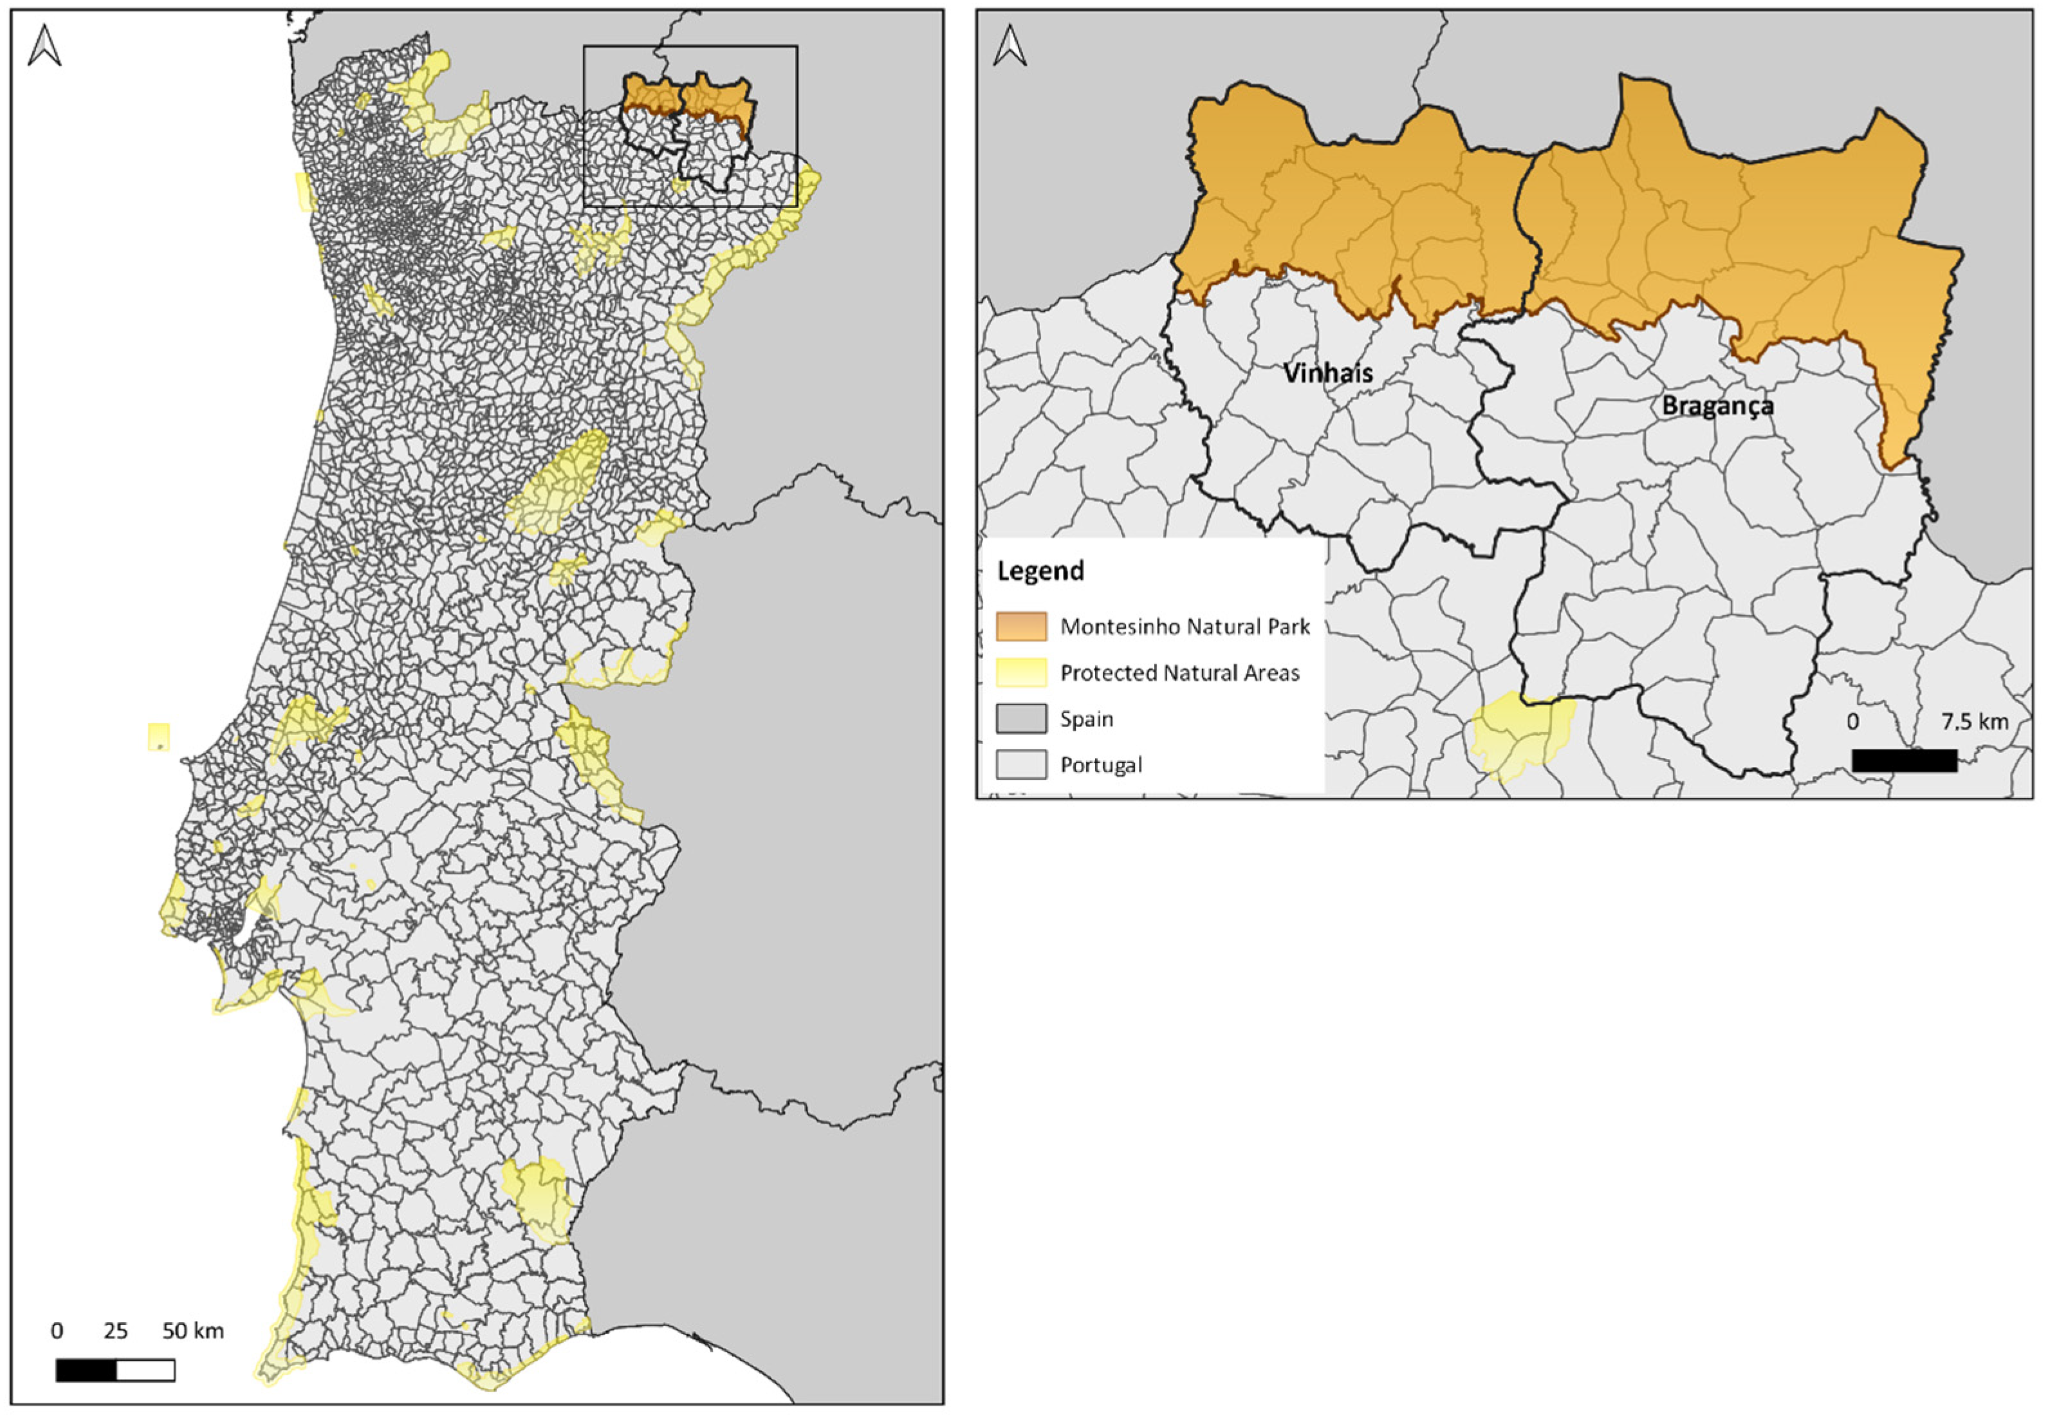 0 25 50 km
Vinhais
Bragança
Legend
Montesinho Natural Park
Protected Natural Areas
Spain
Portugal
0 7,5 km